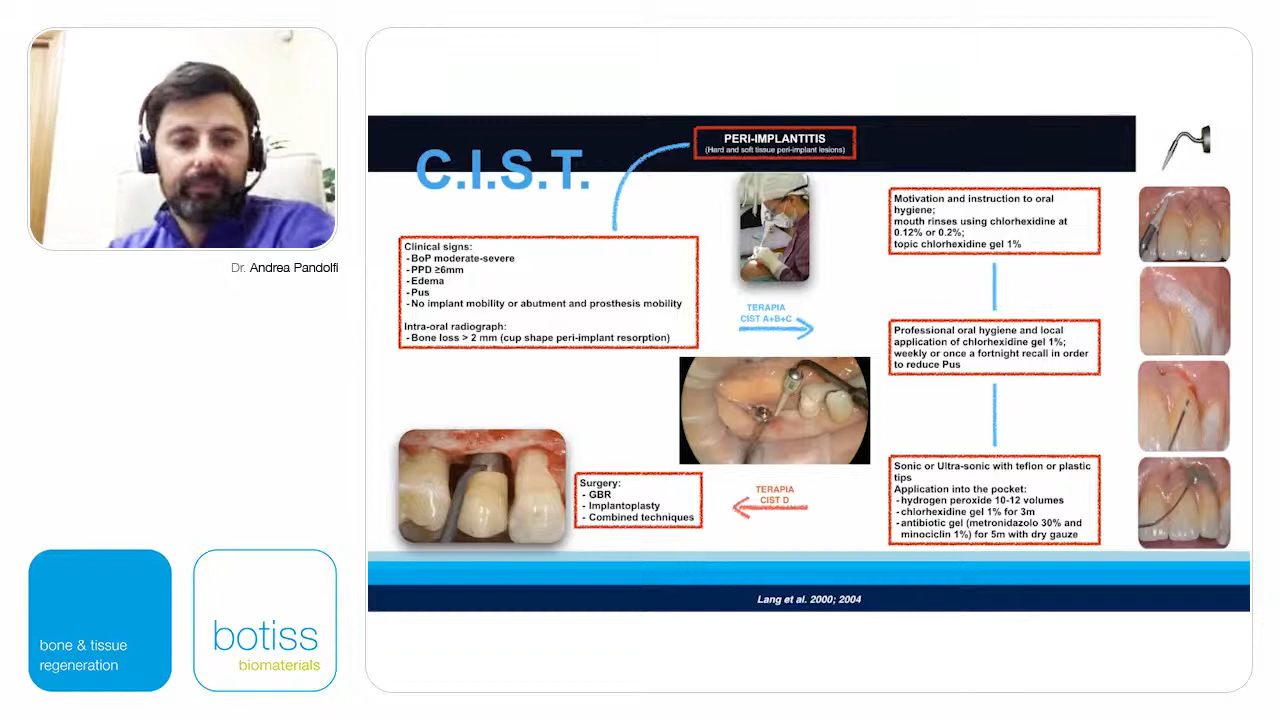 Dr. Andrea Pandolfi
bone & tissue
regeneration
botiss
biomaterials
C.I.S.T.
PERI-IMPLANTITIS
(Hard and soft tissue peri-implant lesions)
Clinical signs:
- BoP moderate-severe
- PPD ≥6mm
- Edema
- Pus
- No implant mobility or abutment and prosthesis mobility
Intra-oral radiograph:
- Bone loss > 2 mm (cup shape peri-implant resorption)
TERAPIA
CIST A+B+C
Motivation and instruction to oral
hygiene;
mouth rinses using chlorhexidine at
0.12% or 0.2%;
topic chlorhexidine gel 1%
Professional oral hygiene and local
application of chlorhexidine gel 1%;
weekly or once a fortnight recall in order
to reduce Pus
Sonic or Ultra-sonic with teflon or plastic
tips
Application into the pocket:
- hydrogen peroxide 10-12 volumes
- chlorhexidine gel 1% for 3m
- antibiotic gel (metronidazolo 30% and
minociclin 1%) for 5m with dry gauze
TERAPIA
CIST D
Surgery:
- GBR
- Implantoplasty
- Combined techniques
Lang et al. 2000; 2004